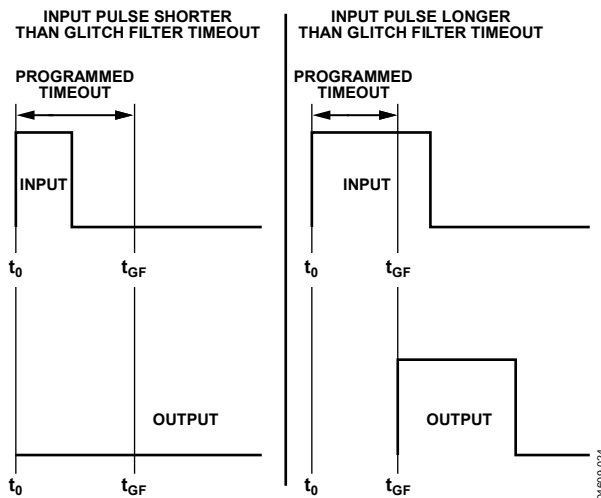 INPUT PULSE SHORTER
THAN GLITCH FILTER TIMEOUT
PROGRAMMED
TIMEOUT
INPUT
t0
tGF
OUTPUT
t0
tGF
INPUT PULSE LONGER
THAN GLITCH FILTER TIMEOUT
PROGRAMMED
TIMEOUT
INPUT
t0
tGF
OUTPUT
t0
tGF